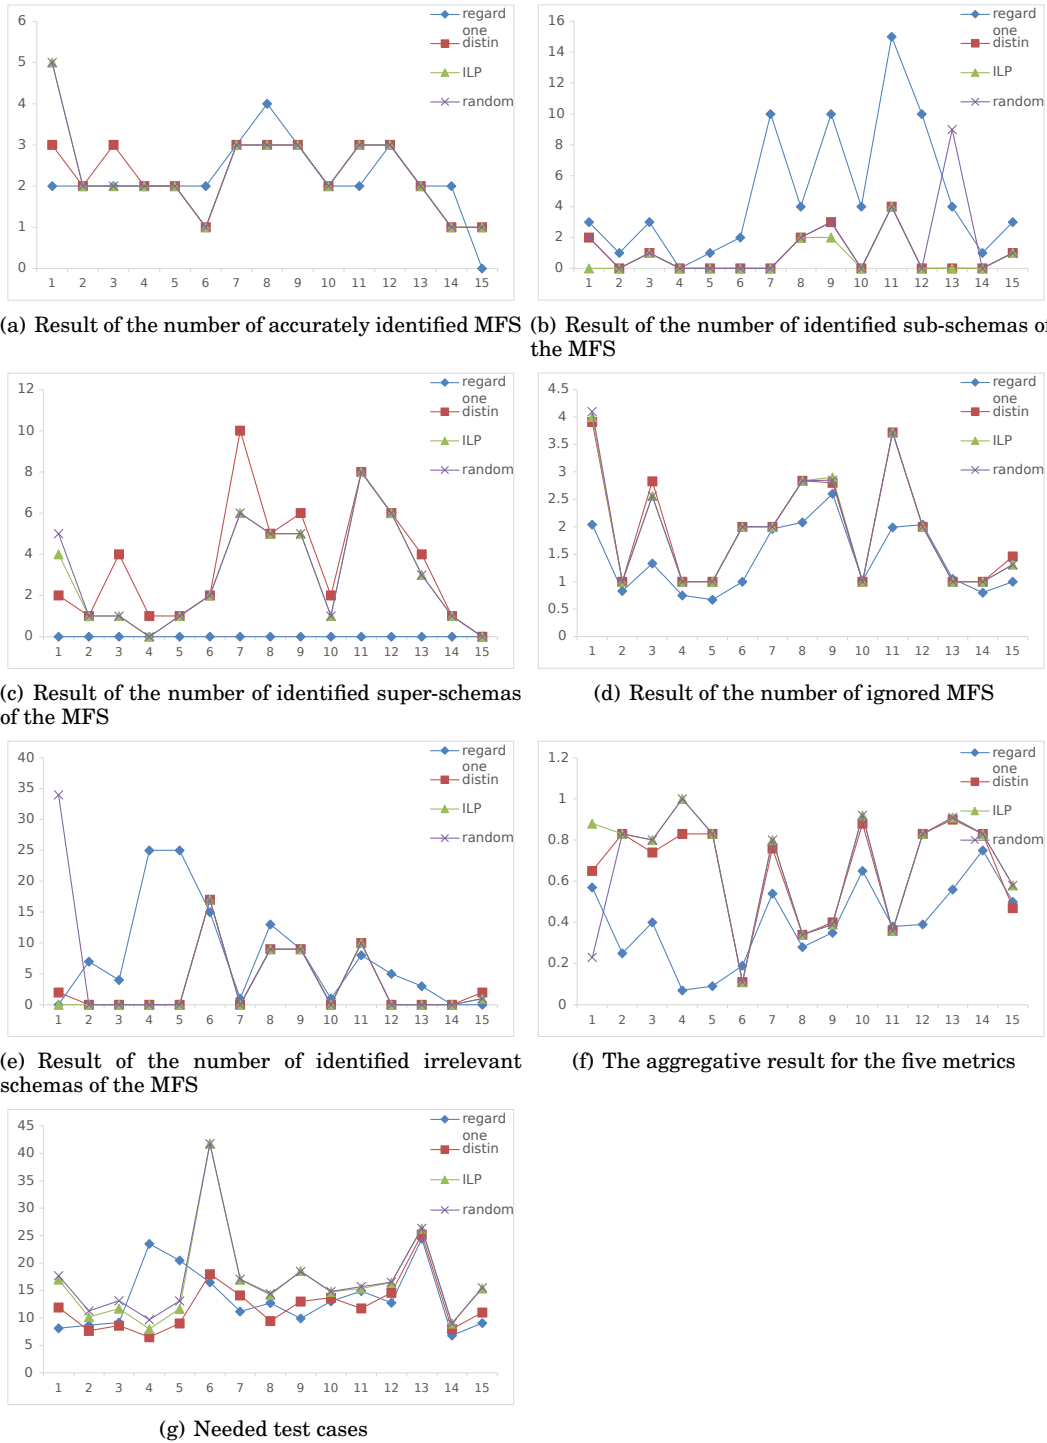 6
5
4
3
2
1
0
1 2 3 4 5 6 7 8 9 10 11 12 13 14 15
regard
one
distin
ILP
random
(a) Result of the number of accurately identified MFS
16
14
12
10
8
6
4
2
0
1 2 3 4 5 6 7 8 9 10 11 12 13 14 15
regard
one
distin
ILP
random
(b) Result of the number of identified sub-schemas of
the MFS
12
10
8
6
4
2
0
1 2 3 4 5 6 7 8 9 10 11 12 13 14 15
regard
one
distin
ILP
random
(c) Result of the number of identified super-schemas
of the MFS
4.5
4
3.5
3
2.5
2
1.5
1
0.5
0
1 2 3 4 5 6 7 8 9 10 11 12 13 14 15
regard
one
distin
ILP
random
(d) Result of the number of ignored MFS
40
35
30
25
20
15
10
5
0
1 2 3 4 5 6 7 8 9 10 11 12 13 14 15
regard
one
distin
ILP
random
(e) Result of the number of identified irrelevant
schemas of the MFS
1.2
1
0.8
0.6
0.4
0.2
0
1 2 3 4 5 6 7 8 9 10 11 12 13 14 15
regard
one
distin
ILP
random
(f) The aggregative result for the five metrics
45
40
35
30
25
20
15
10
5
0
1 2 3 4 5 6 7 8 9 10 11 12 13 14 15
regard
one
distin
ILP
random
(g) Needed test cases